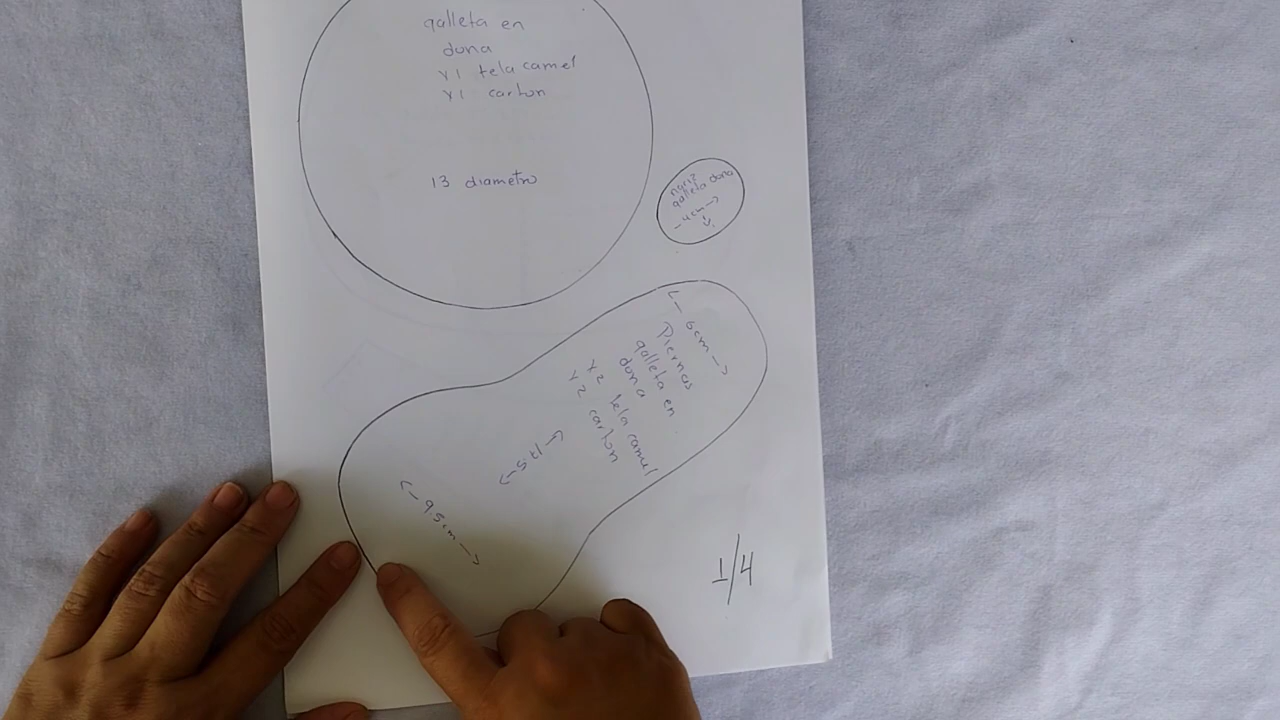 galleta en
dona
x1 tela camel
x1 carton
13 diametro
nariz
galleta dona
4cm
6cm
Piernas
galleta en
dona
x2 tela camel
x2 carton
9.5cm
1/4